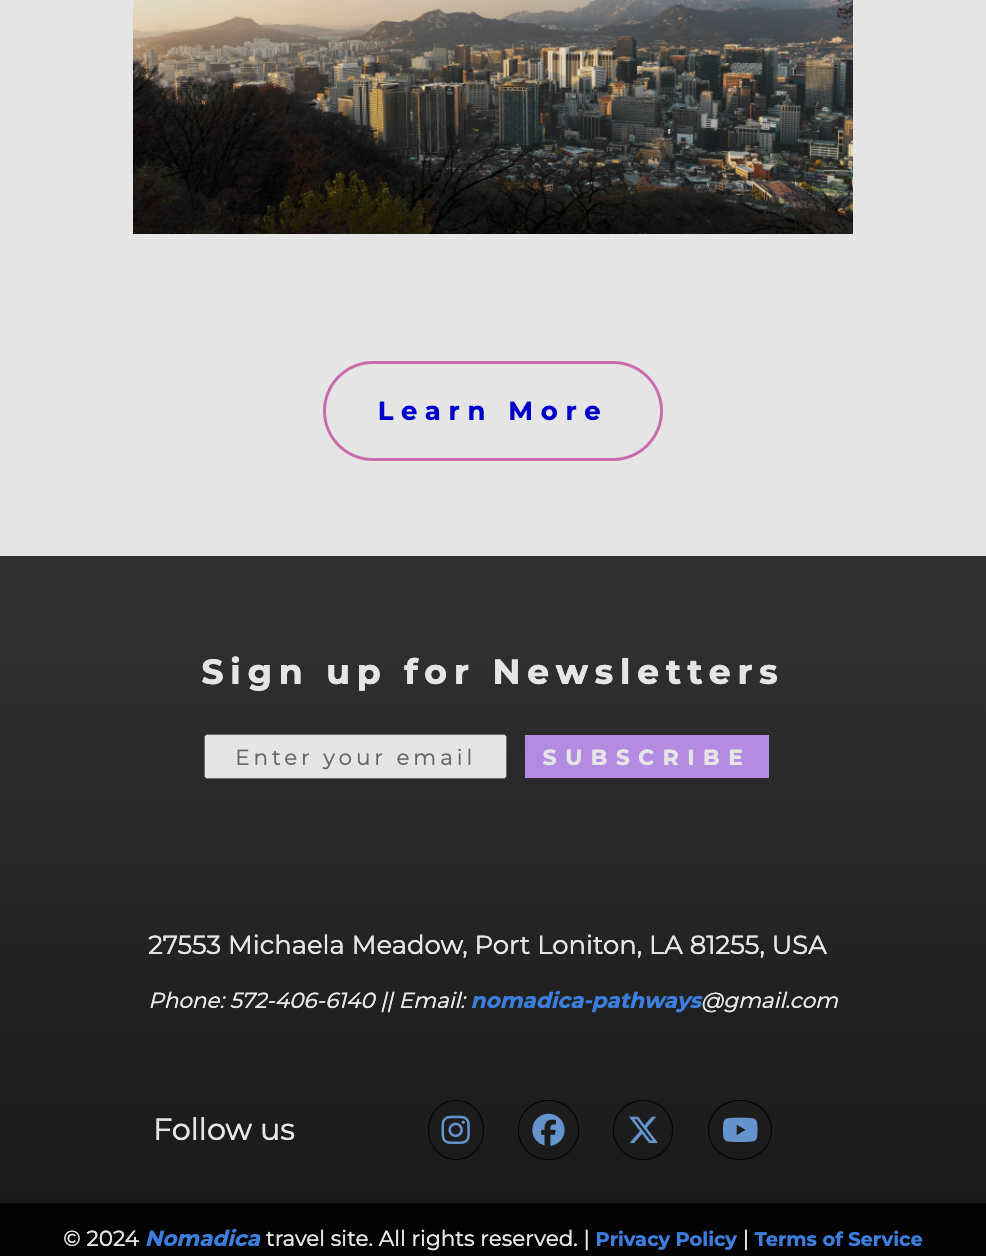 Learn More
Sign up for Newsletters
Enter your email SUBSCRIBE
27553 Michaela Meadow, Port Loniton, LA 81255, USA
Phone: 572-406-6140 || Email: nomadica-pathways@gmail.com
Follow us
© 2024 Nomadica travel site. All rights reserved. | Privacy Policy | Terms of Service